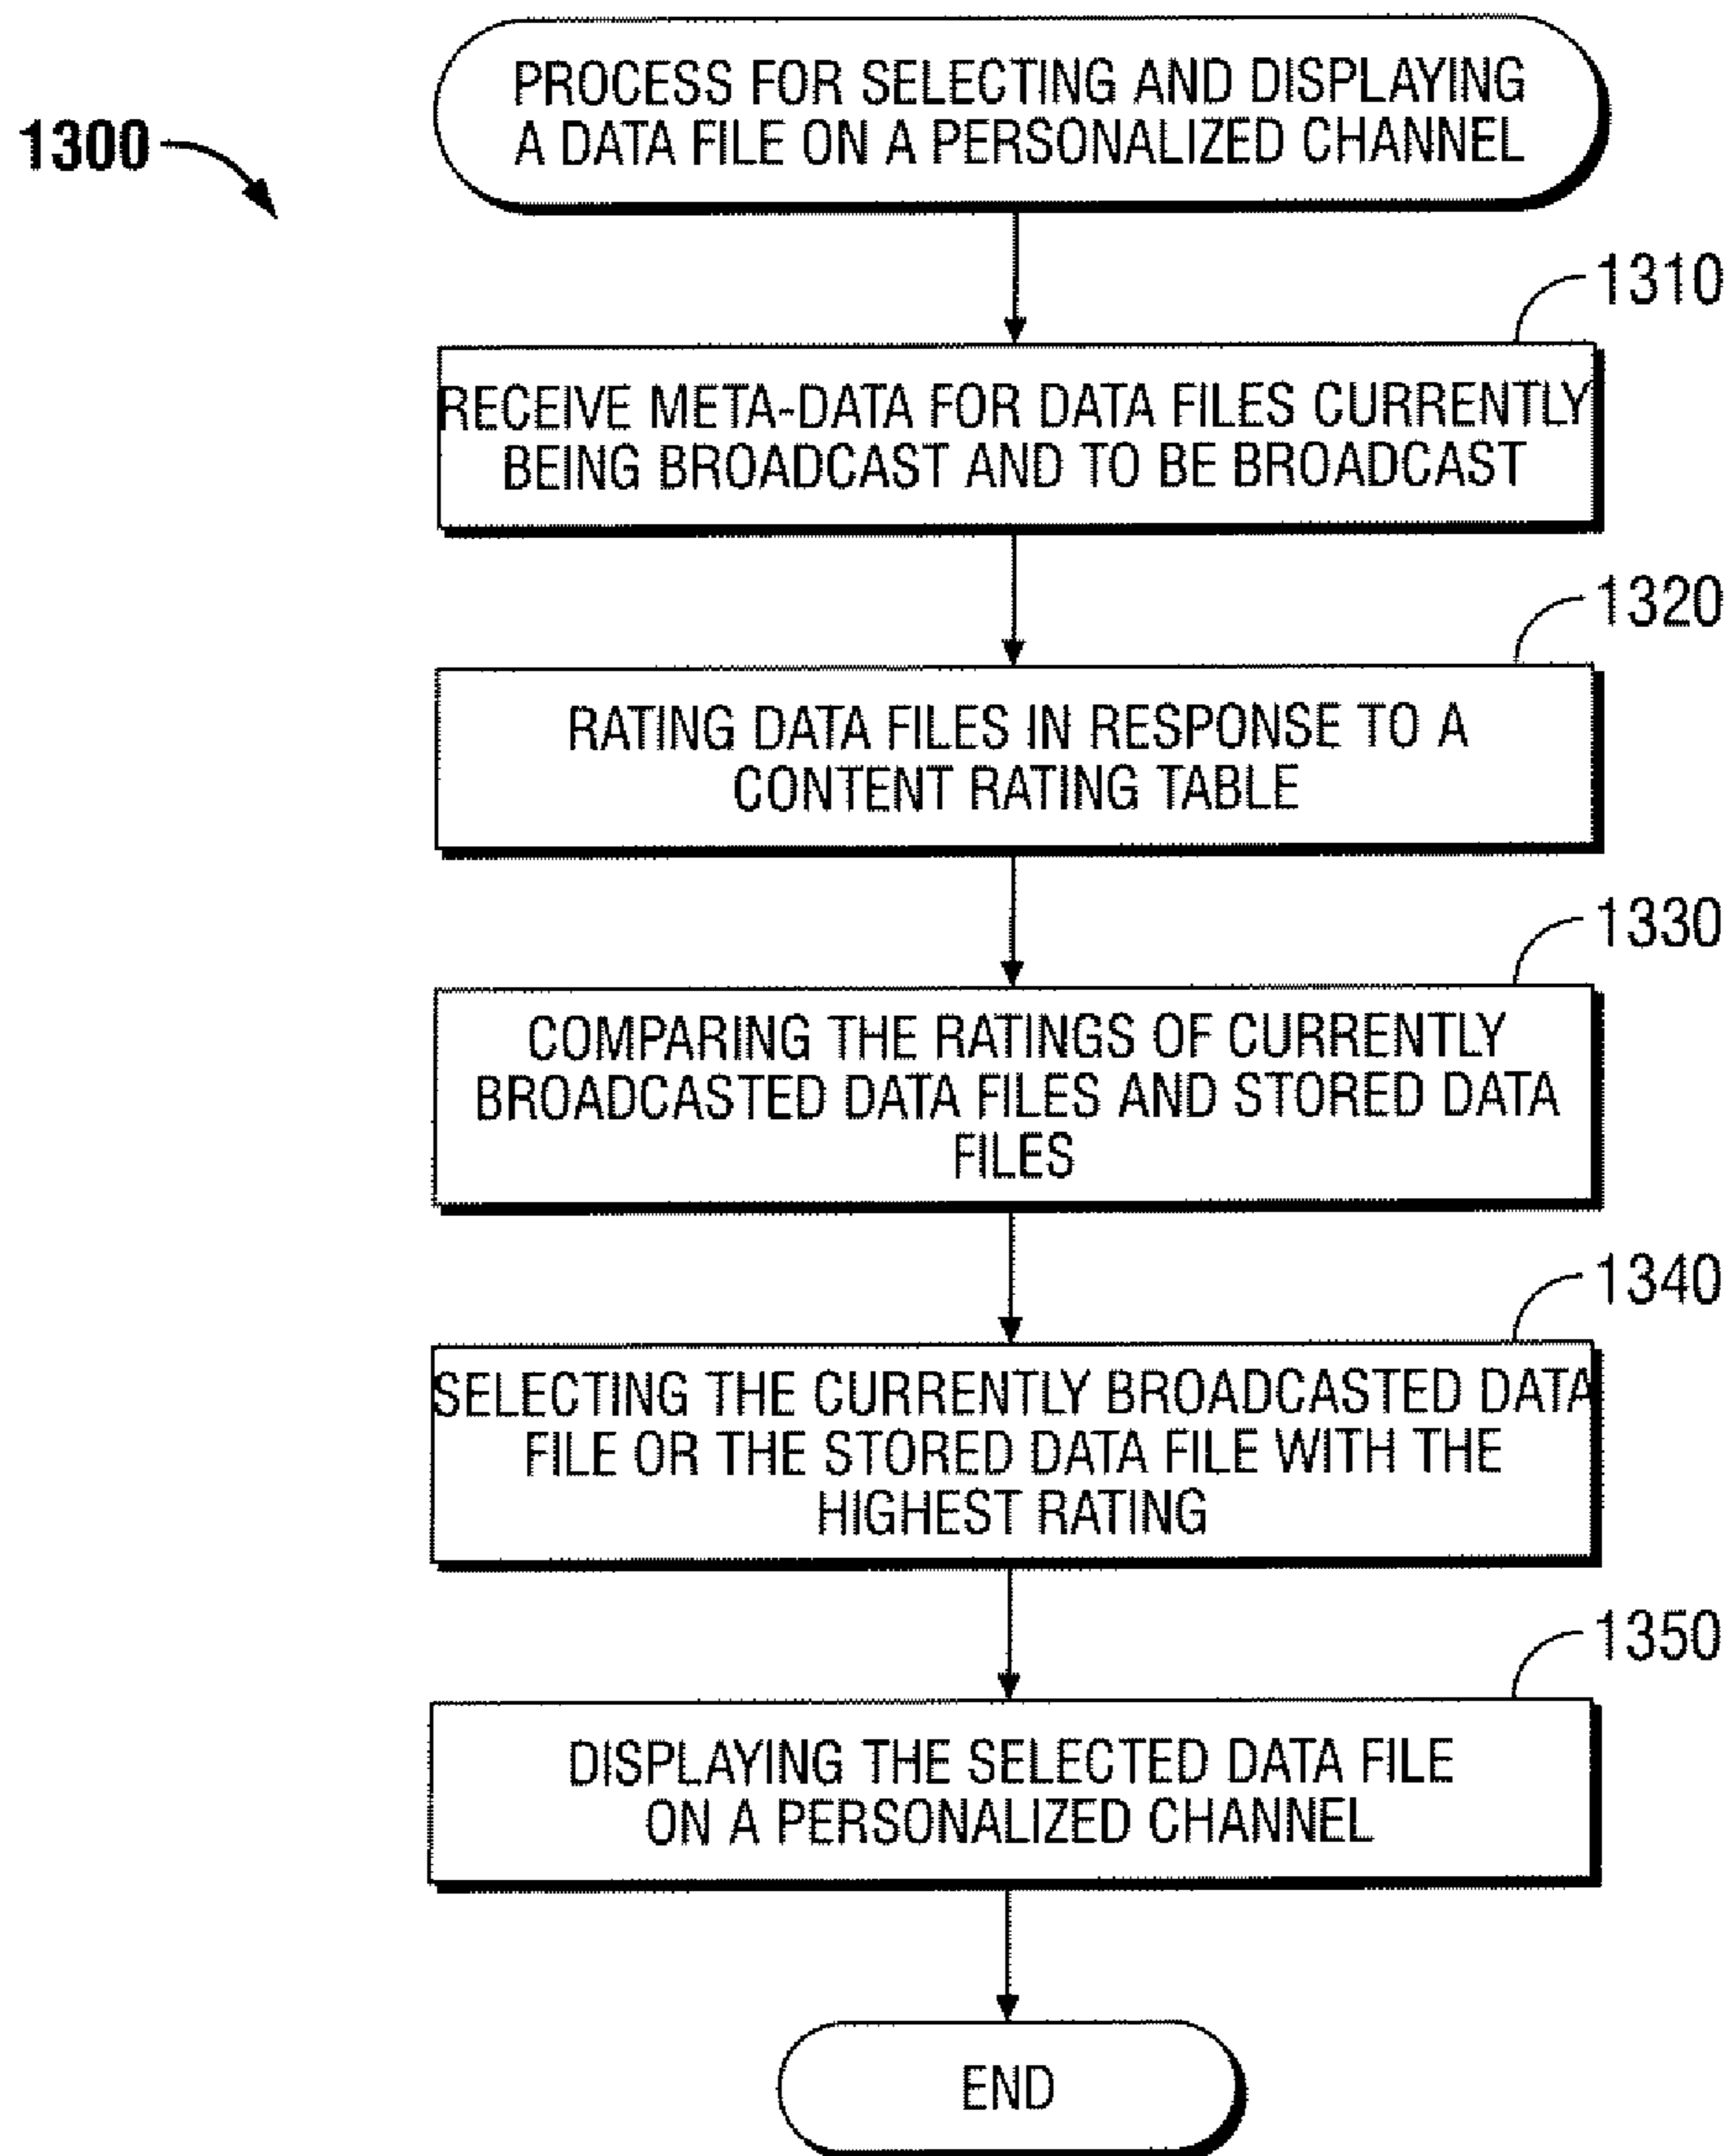 PROCESS FOR SELECTING AND DISPLAYING
A DATA FILE ON A PERSONALIZED CHANNEL
1300
1310
RECEIVE META-DATA FOR DATA FILES CURRENTLY
BEING BROADCAST AND TO BE BROADCAST
1320
RATING DATA FILES IN RESPONSE TO A
CONTENT RATING TABLE
1330
COMPARING THE RATINGS OF CURRENTLY
BROADCASTED DATA FILES AND STORED DATA
FILES
1340
SELECTING THE CURRENTLY BROADCASTED DATA
FILE OR THE STORED DATA FILE WITH THE
HIGHEST RATING
1350
DISPLAYING THE SELECTED DATA FILE
ON A PERSONALIZED CHANNEL
END